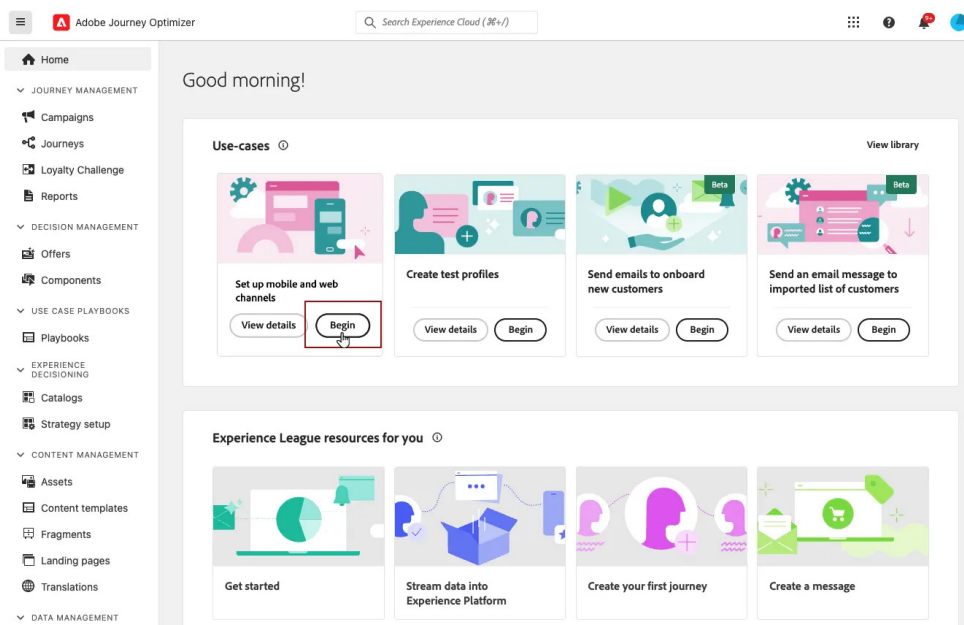 Adobe Journey Optimizer
Search Experience Cloud (⌘+/)
9+
Home
JOURNEY MANAGEMENT
Campaigns
Journeys
Loyalty Challenge
Reports
DECISION MANAGEMENT
Offers
Components
USE CASE PLAYBOOKS
Playbooks
EXPERIENCE
DECISIONING
Catalogs
Strategy setup
CONTENT MANAGEMENT
Assets
Content templates
Fragments
Landing pages
Translations
DATA MANAGEMENT
Good morning!
Use-cases
View library
Set up mobile and web
channels
View details
Begin
Create test profiles
View details
Begin
Beta
Send emails to onboard
new customers
View details
Begin
Beta
Send an email message to
imported list of customers
View details
Begin
Experience League resources for you
Get started
Stream data into
Experience Platform
Create your first journey
Create a message